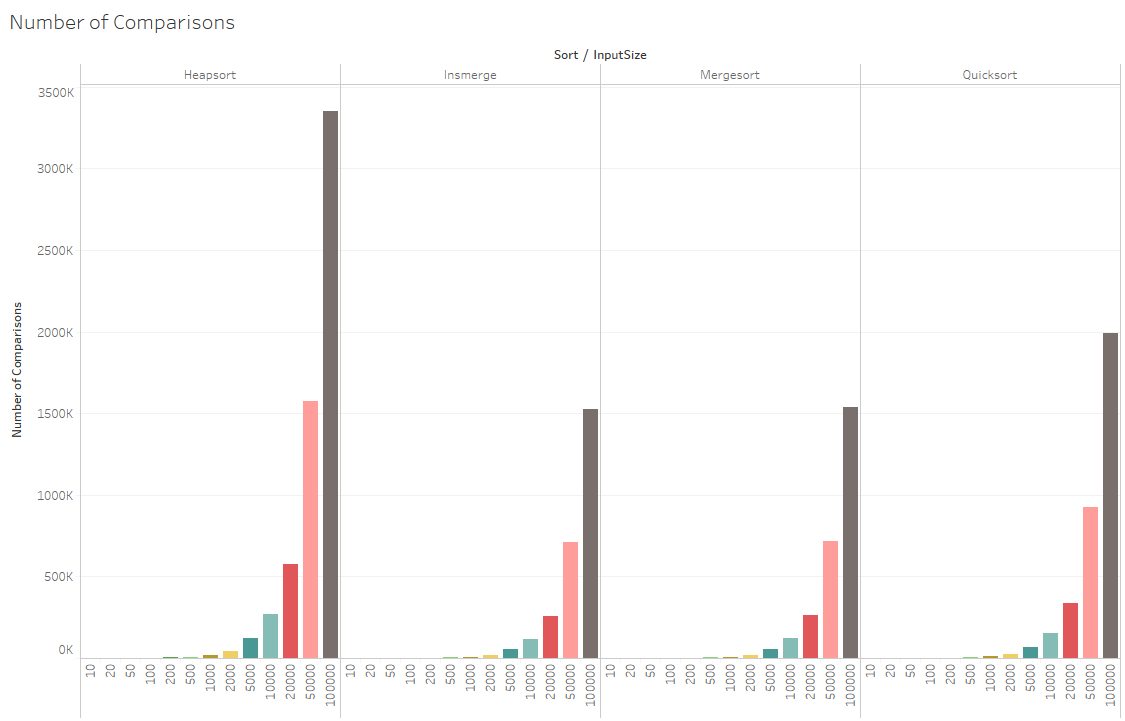 Number of Comparisons
Sort / InputSize
Heapsort Insmerge Mergesort Quicksort
3500K
3000K
2500K
2000K
1500K
1000K
500K
0K
Number of Comparisons
10 20 50 100 200 500 1000 2000 5000 10000 20000 50000 100000 10 20 50 100 200 500 1000 2000 5000 10000 20000 50000 100000 10 20 50 100 200 500 1000 2000 5000 10000 20000 50000 100000 10 20 50 100 200 500 1000 2000 5000 10000 20000 50000 100000